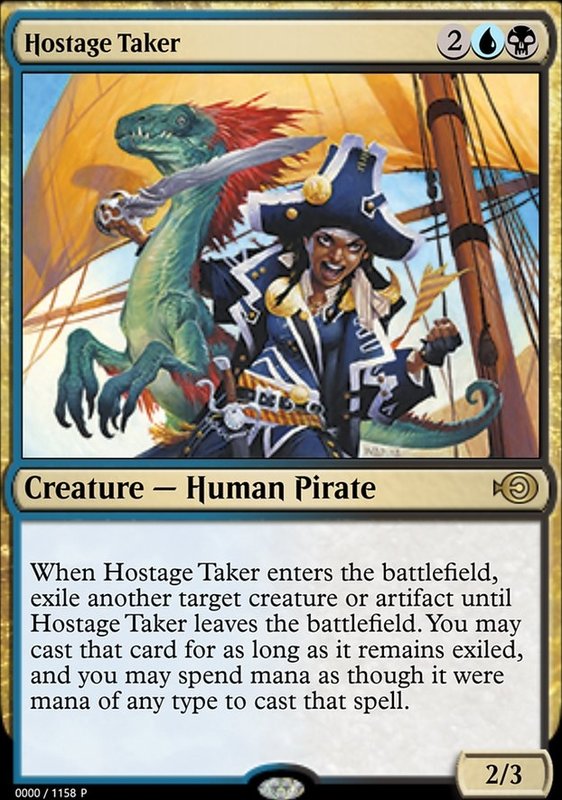 Hostage Taker 2
Creature — Human Pirate
When Hostage Taker enters the battlefield,
exile another target creature or artifact until
Hostage Taker leaves the battlefield. You may
cast that card for as long as it remains exiled,
and you may spend mana as though it were
mana of any type to cast that spell.
2/3
0000 / 1158 P